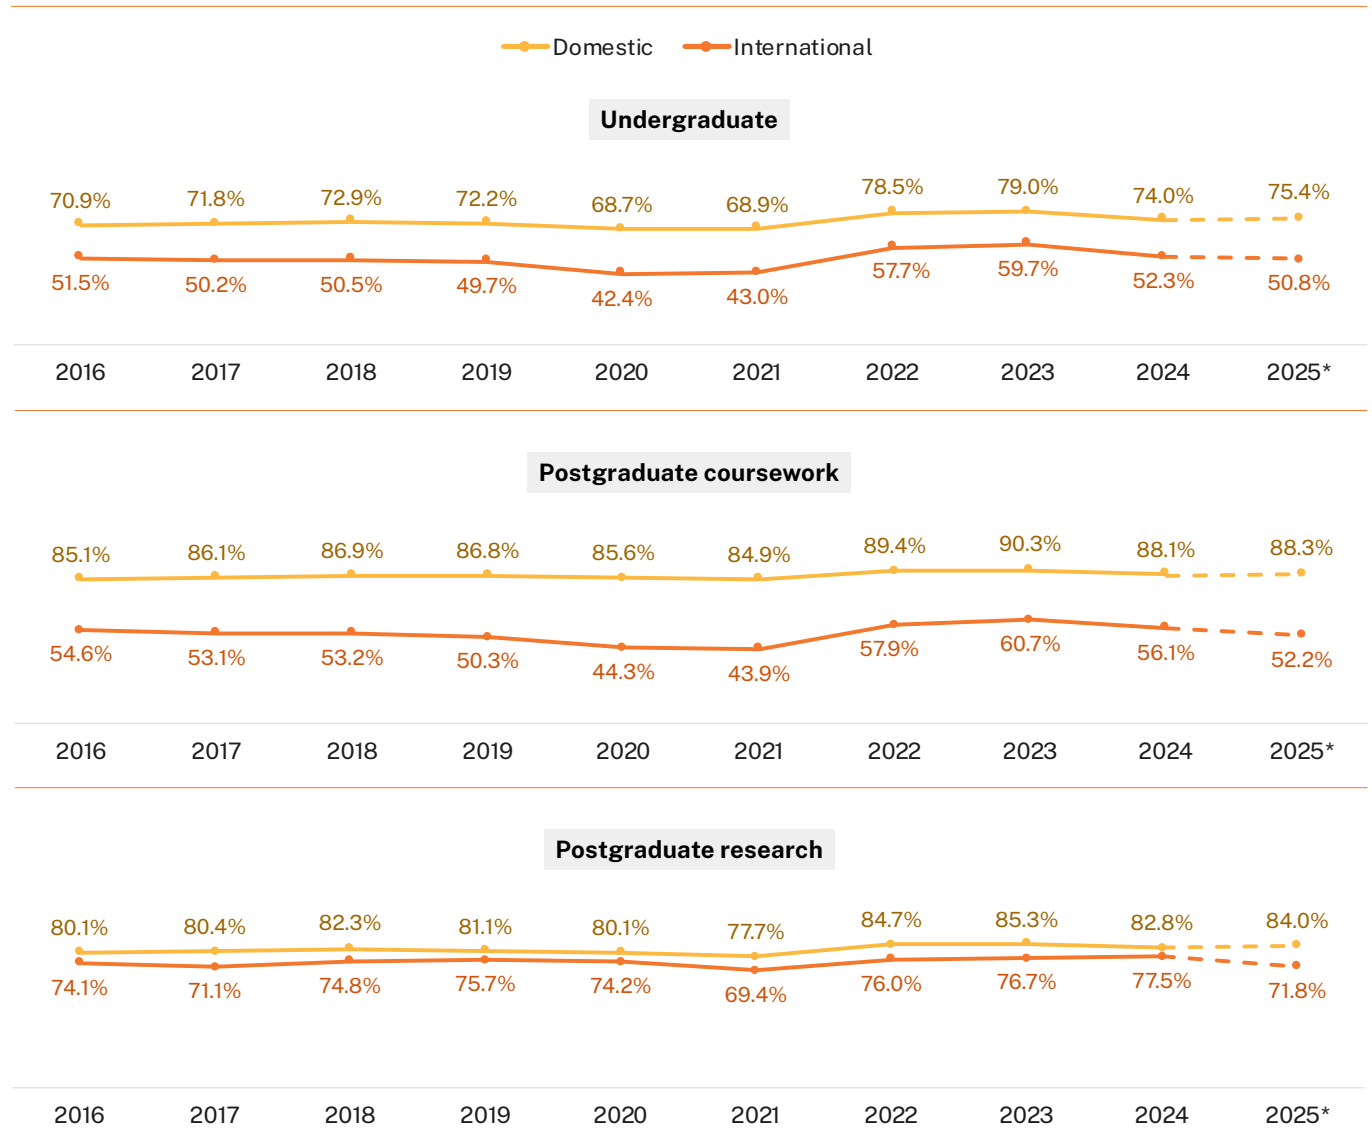 Domestic International
Undergraduate
70.9% 71.8% 72.9% 72.2% 68.7% 68.9% 78.5% 79.0% 74.0% 75.4%
51.5% 50.2% 50.5% 49.7% 42.4% 43.0% 57.7% 59.7% 52.3% 50.8%
2016 2017 2018 2019 2020 2021 2022 2023 2024 2025*
Postgraduate coursework
85.1% 86.1% 86.9% 86.8% 85.6% 84.9% 89.4% 90.3% 88.1% 88.3%
54.6% 53.1% 53.2% 50.3% 44.3% 43.9% 57.9% 60.7% 56.1% 52.2%
2016 2017 2018 2019 2020 2021 2022 2023 2024 2025*
Postgraduate research
80.1% 80.4% 82.3% 81.1% 80.1% 77.7% 84.7% 85.3% 82.8% 84.0%
74.1% 71.1% 74.8% 75.7% 74.2% 69.4% 76.0% 76.7% 77.5% 71.8%
2016 2017 2018 2019 2020 2021 2022 2023 2024 2025*